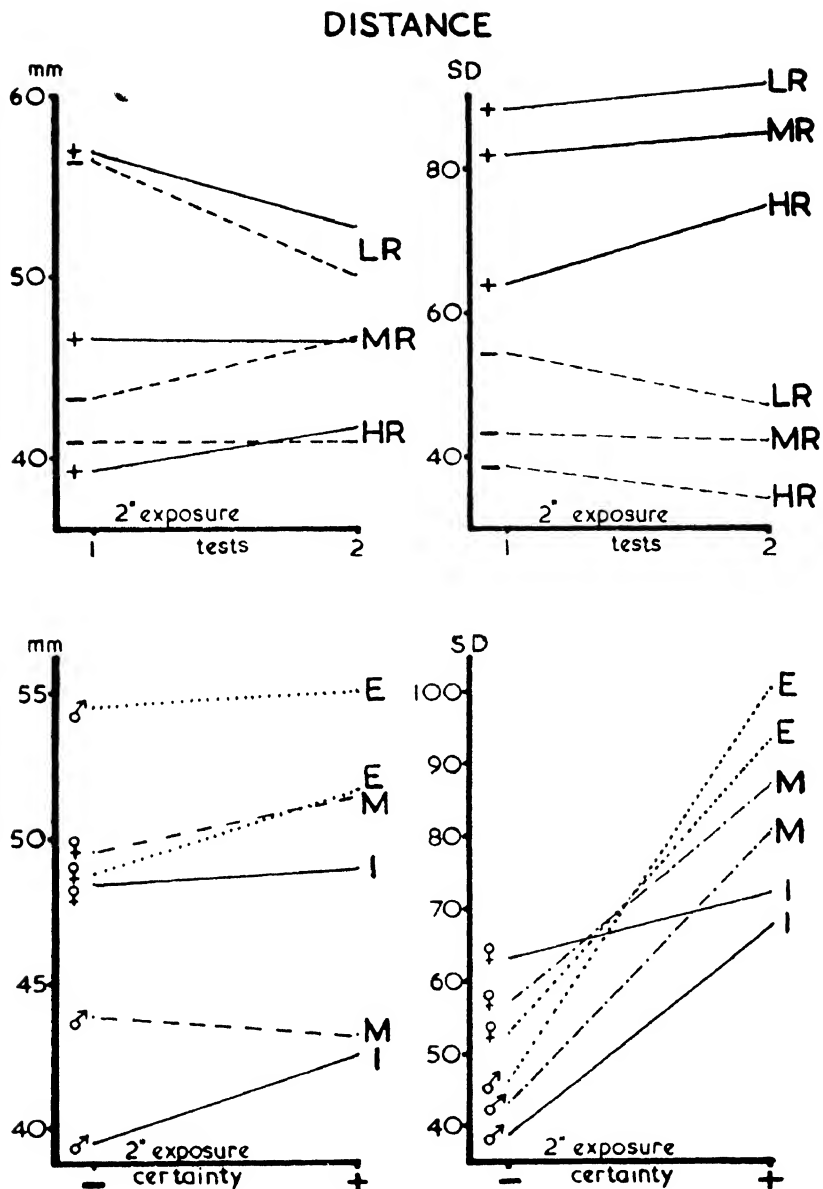 DISTANCE
mm
60
50
40
+
−
+
−
−
+
LR
MR
HR
2" exposure
1 tests 2
SD
80
60
40
+
+
+
−
−
−
LR
MR
HR
LR
MR
HR
2" exposure
1 tests 2
mm
55
50
45
40
♂
♀
♀
♀
♂
♂
E
E
M
I
M
I
2" exposure
− certainty +
SD
100
90
80
70
60
50
40
♀
♀
♀
♂
♂
♂
E
E
M
M
I
I
2" exposure
− certainty +